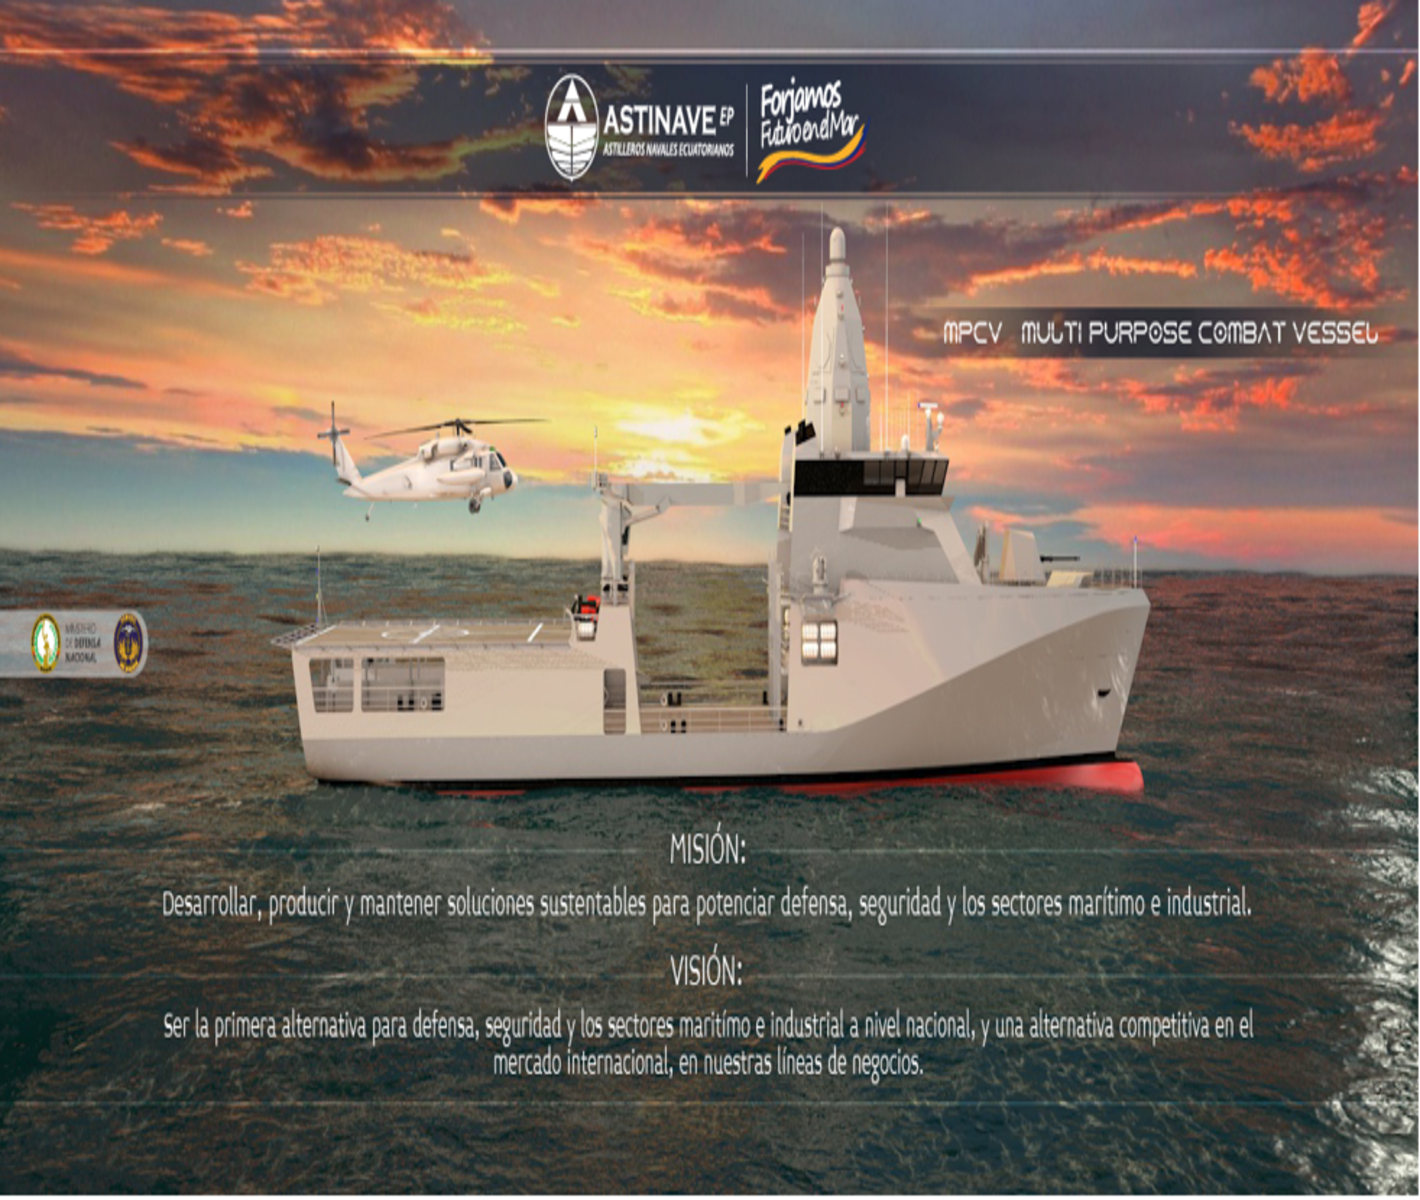 ASTINAVE EP
ASTILLEROS NAVALES ECUATORIANOS
Forjamos
Futuro en el Mar
MPCV MULTI PURPOSE COMBAT VESSEL
MINISTERIO
DE DEFENSA
NACIONAL
MISIÓN:
Desarrollar, producir y mantener soluciones sustentables para potenciar defensa, seguridad y los sectores marítimo e industrial.
VISIÓN:
Ser la primera alternativa para defensa, seguridad y los sectores maritímo e industrial a nivel nacional, y una alternativa competitiva en el
mercado internacional, en nuestras líneas de negocios.